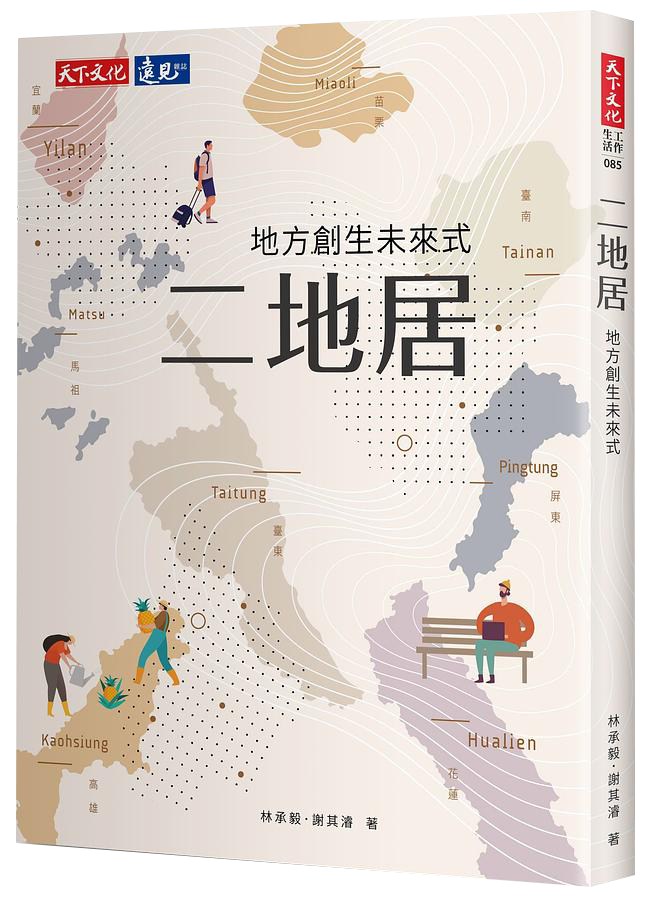 天下文化
遠見雜誌
宜蘭
Yilan
Miaoli
苗栗
地方創生未來式
二地居
臺南
Tainan
Matsu
馬祖
Taitung
臺東
Pingtung
屏東
Kaohsiung
高雄
Hualien
花蓮
林承毅·謝其濬 著
天下文化
工作生活
085
二地居
地方創生未來式
林承毅·謝其濬 著